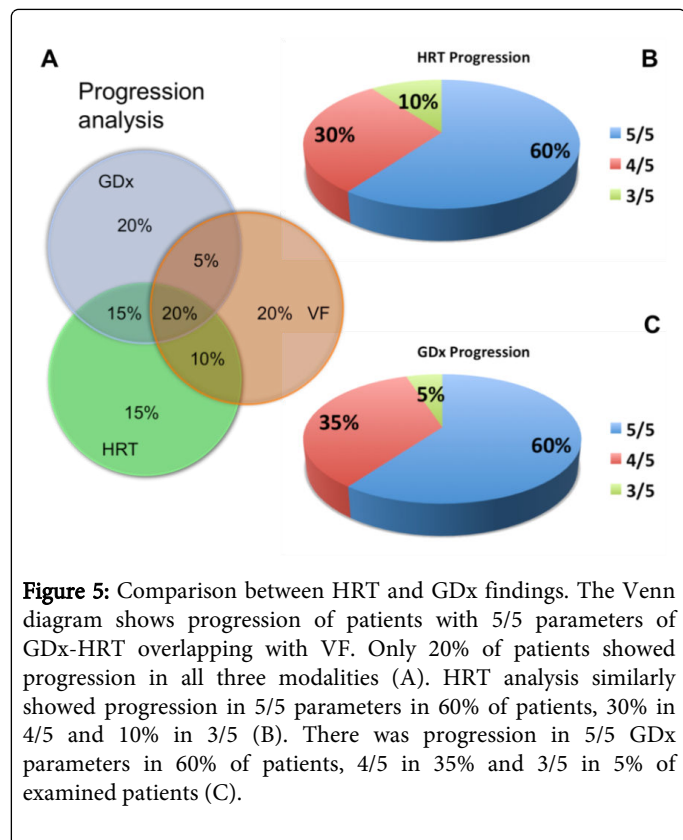 A
Progression
analysis
GDx
20%
5%
15%
20%
20% VF
10%
15%
HRT
B
HRT Progression
10%
30%
60%
5/5
4/5
3/5
C
GDx Progression
5%
35%
60%
5/5
4/5
3/5
Figure 5: Comparison between HRT and GDx findings. The Venn
diagram shows progression of patients with 5/5 parameters of
GDx-HRT overlapping with VF. Only 20% of patients showed
progression in all three modalities (A). HRT analysis similarly
showed progression in 5/5 parameters in 60% of patients, 30% in
4/5 and 10% in 3/5 (B). There was progression in 5/5 GDx
parameters in 60% of patients, 4/5 in 35% and 3/5 in 5% of
examined patients (C).